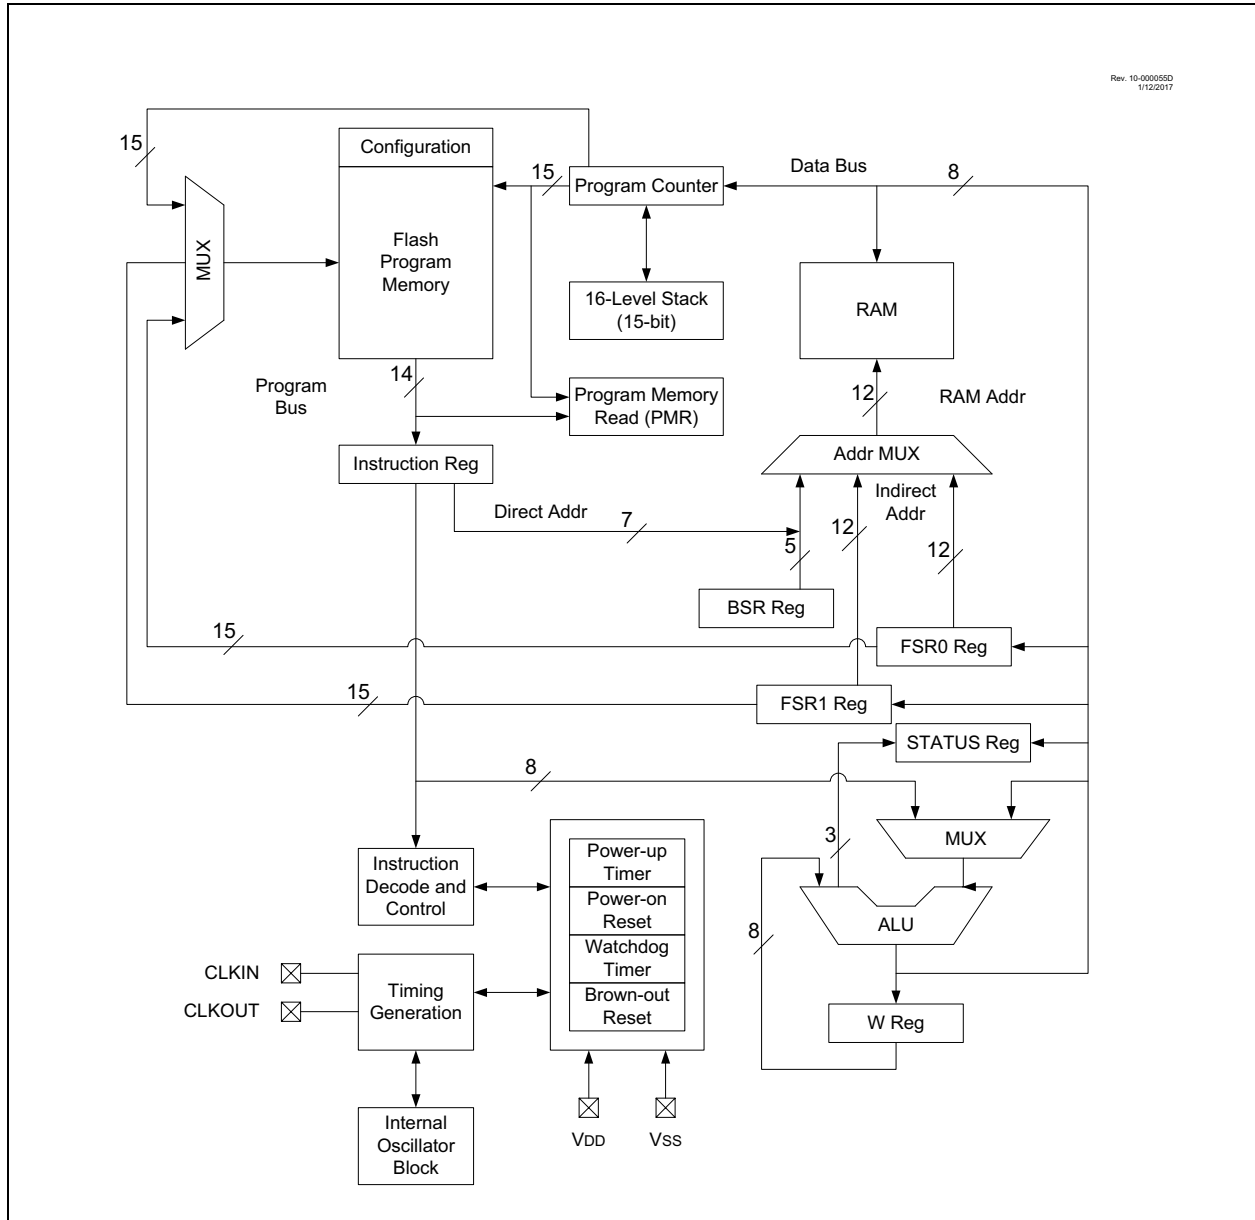 Rev. 10-000055D
1/12/2017
15
Configuration
15
Program Counter
Data Bus
8
MUX
Flash
Program
Memory
16-Level Stack
(15-bit)
RAM
14
Program
Bus
Program Memory
Read (PMR)
12
RAM Addr
Instruction Reg
Addr MUX
Direct Addr
7
Indirect
Addr
12
5
12
BSR Reg
15
FSR0 Reg
15
FSR1 Reg
STATUS Reg
8
3
MUX
Power-up
Timer
Instruction
Decode and
Control
Power-on
Reset
ALU
8
Watchdog
Timer
CLKIN
Timing
Generation
CLKOUT
Brown-out
Reset
W Reg
Internal
Oscillator
Block
VDD
VSS